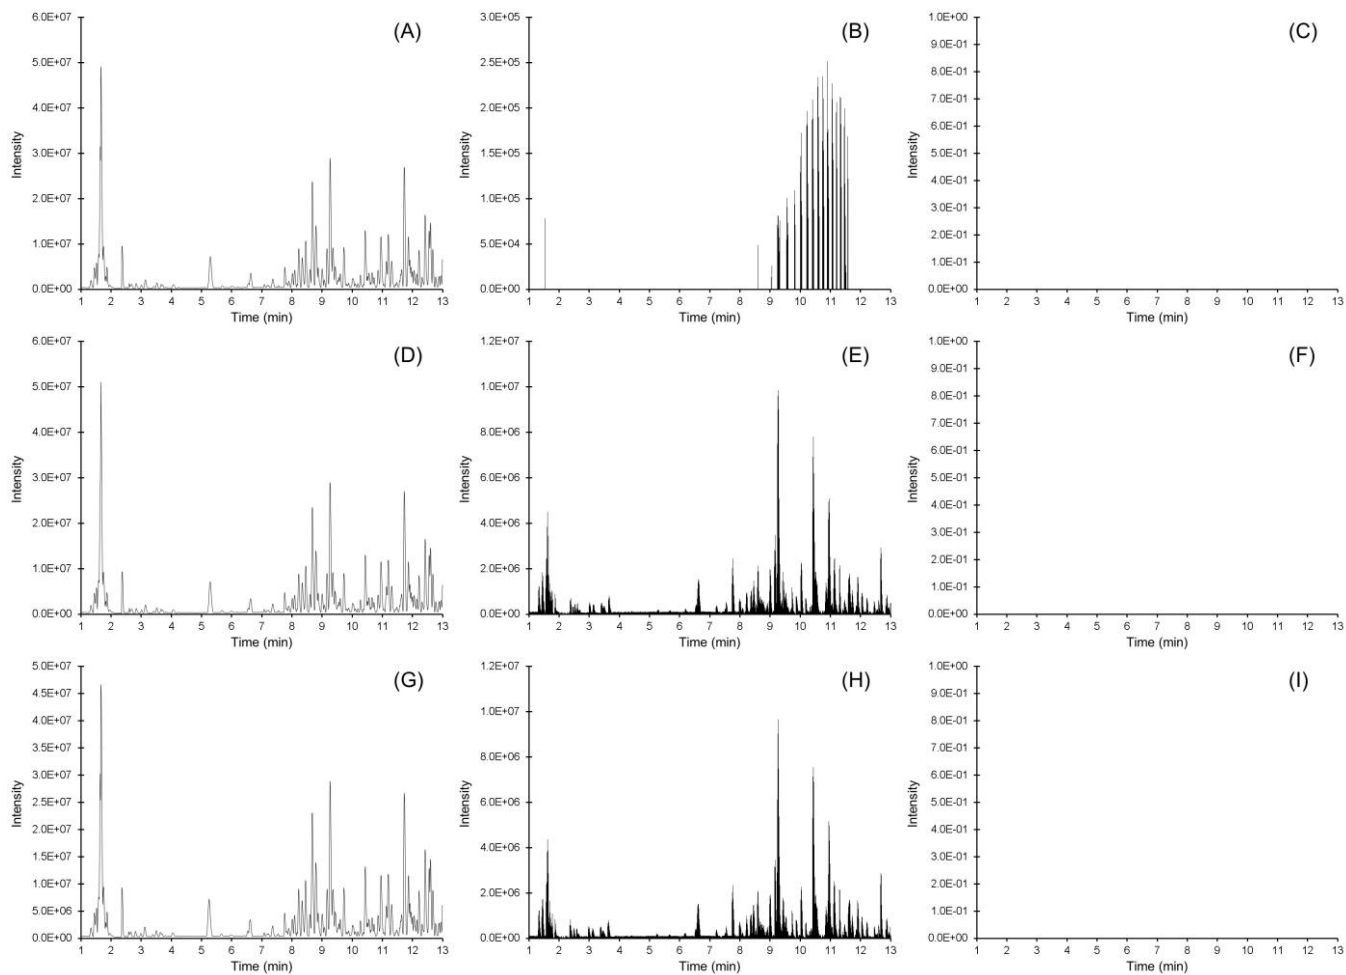 (A)
6.0E+07
5.0E+07
4.0E+07
3.0E+07
2.0E+07
1.0E+07
0.0E+00
Intensity
1 2 3 4 5 6 7 8 9 10 11 12 13
Time (min)
(B)
3.0E+05
2.5E+05
2.0E+05
1.5E+05
1.0E+05
5.0E+04
0.0E+00
Intensity
1 2 3 4 5 6 7 8 9 10 11 12 13
Time (min)
(C)
1.0E+00
9.0E-01
8.0E-01
7.0E-01
6.0E-01
5.0E-01
4.0E-01
3.0E-01
2.0E-01
1.0E-01
0.0E+00
Intensity
1 2 3 4 5 6 7 8 9 10 11 12 13
Time (min)
(D)
6.0E+07
5.0E+07
4.0E+07
3.0E+07
2.0E+07
1.0E+07
0.0E+00
Intensity
1 2 3 4 5 6 7 8 9 10 11 12 13
Time (min)
(E)
1.2E+07
1.0E+07
8.0E+06
6.0E+06
4.0E+06
2.0E+06
0.0E+00
Intensity
1 2 3 4 5 6 7 8 9 10 11 12 13
Time (min)
(F)
1.0E+00
9.0E-01
8.0E-01
7.0E-01
6.0E-01
5.0E-01
4.0E-01
3.0E-01
2.0E-01
1.0E-01
0.0E+00
Intensity
1 2 3 4 5 6 7 8 9 10 11 12 13
Time (min)
(G)
5.0E+07
4.5E+07
4.0E+07
3.5E+07
3.0E+07
2.5E+07
2.0E+07
1.5E+07
1.0E+07
5.0E+06
0.0E+00
Intensity
1 2 3 4 5 6 7 8 9 10 11 12 13
Time (min)
(H)
1.2E+07
1.0E+07
8.0E+06
6.0E+06
4.0E+06
2.0E+06
0.0E+00
Intensity
1 2 3 4 5 6 7 8 9 10 11 12 13
Time (min)
(I)
1.0E+00
9.0E-01
8.0E-01
7.0E-01
6.0E-01
5.0E-01
4.0E-01
3.0E-01
2.0E-01
1.0E-01
0.0E+00
Intensity
1 2 3 4 5 6 7 8 9 10 11 12 13
Time (min)